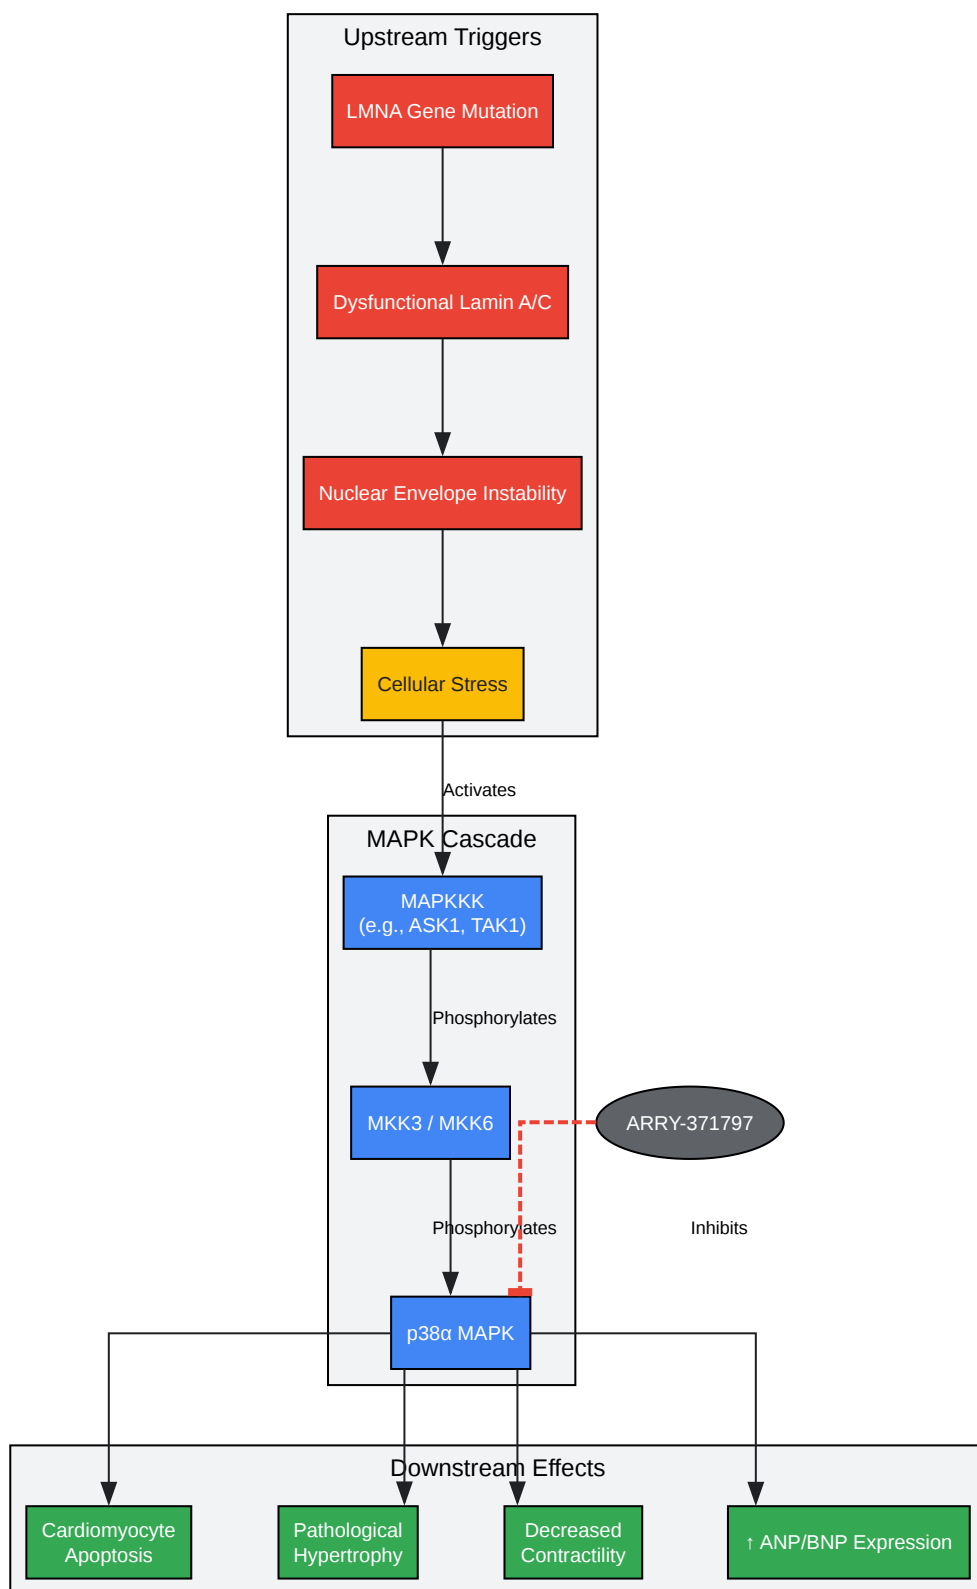 Upstream Triggers
LMNA Gene Mutation
Dysfunctional Lamin A/C
Nuclear Envelope Instability
Cellular Stress
Activates
MAPK Cascade
MAPKKK
(e.g., ASK1, TAK1)
Phosphorylates
MKK3 / MKK6
ARRY-371797
Phosphorylates
Inhibits
p38α MAPK
Downstream Effects
Cardiomyocyte
Apoptosis
Pathological
Hypertrophy
Decreased
Contractility
↑ ANP/BNP Expression